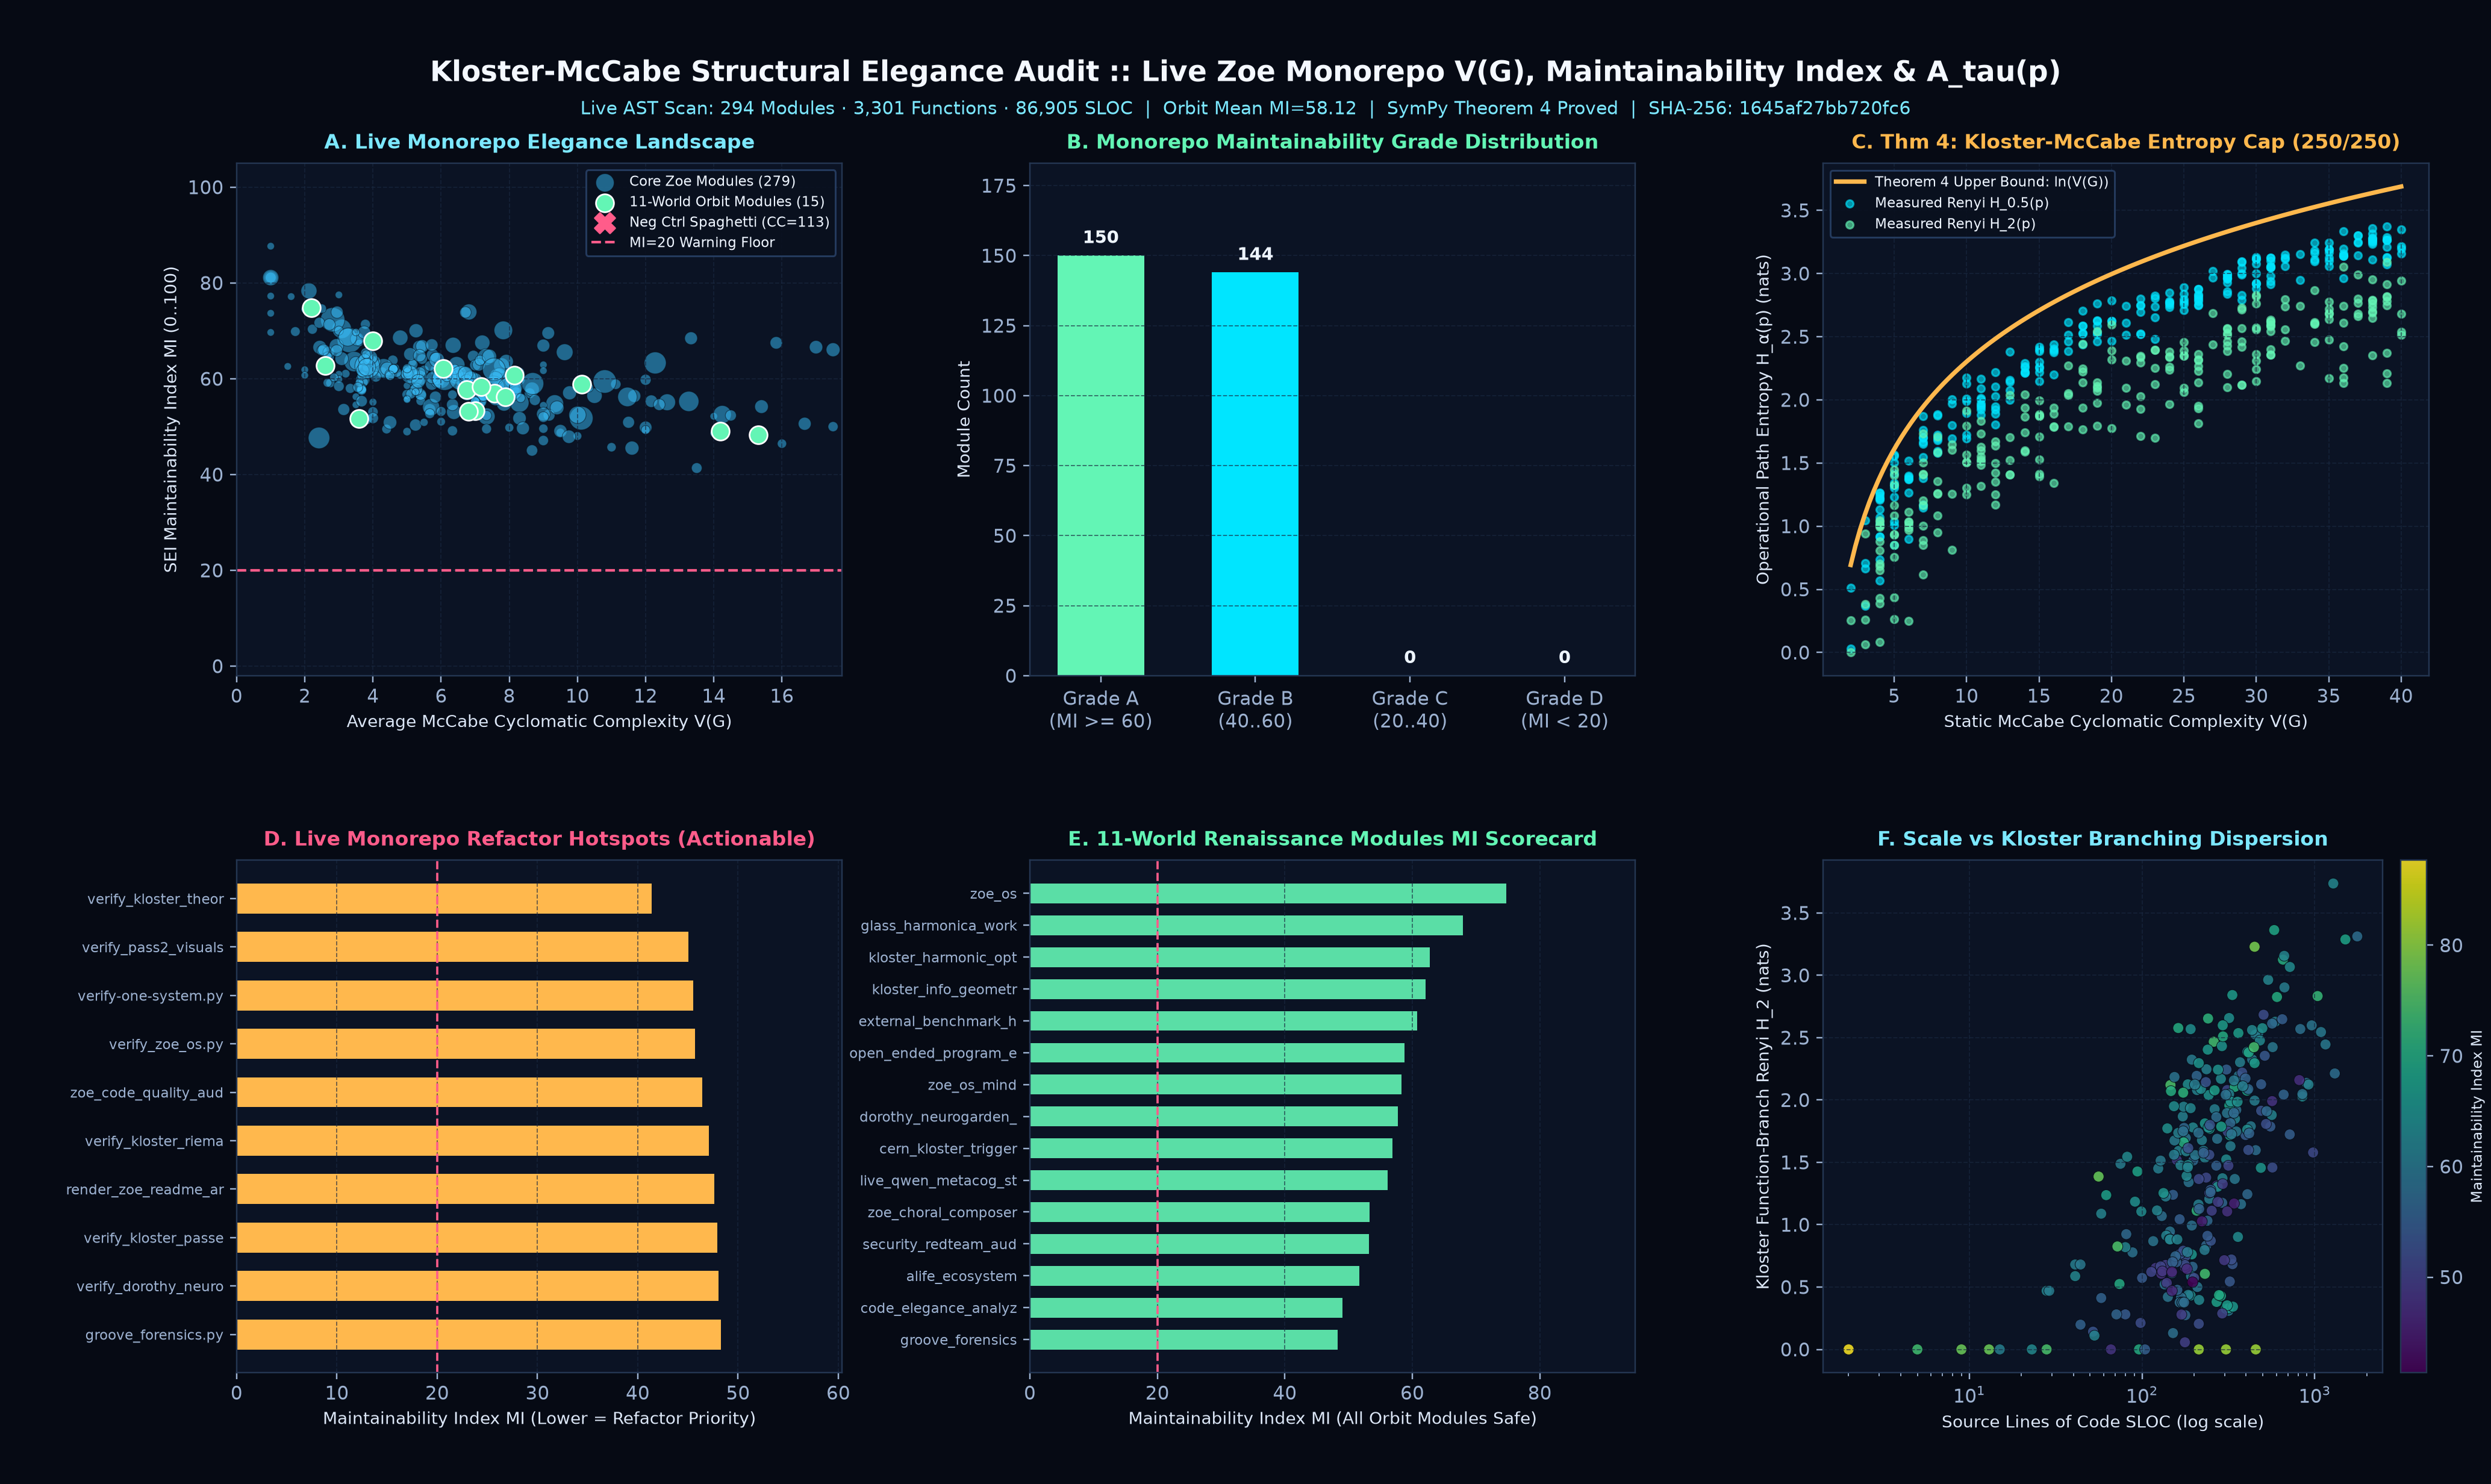 Kloster-McCabe Structural Elegance Audit :: Live Zoe Monorepo V(G), Maintainability Index & A_tau(p)
Live AST Scan: 294 Modules · 3,301 Functions · 86,905 SLOC | Orbit Mean MI=58.12 | SymPy Theorem 4 Proved | SHA-256: 1645af27bb720fc6
A. Live Monorepo Elegance Landscape
SEI Maintainability Index MI (0..100)
100
80
60
40
20
0
Core Zoe Modules (279)
11-World Orbit Modules (15)
Neg Ctrl Spaghetti (CC=113)
MI=20 Warning Floor
0 2 4 6 8 10 12 14 16
Average McCabe Cyclomatic Complexity V(G)
B. Monorepo Maintainability Grade Distribution
Module Count
175
150
125
100
75
50
25
0
150
144
0
0
Grade A Grade B Grade C Grade D
(MI >= 60) (40..60) (20..40) (MI < 20)
C. Thm 4: Kloster-McCabe Entropy Cap (250/250)
Operational Path Entropy H_α(p) (nats)
3.5
3.0
2.5
2.0
1.5
1.0
0.5
0.0
Theorem 4 Upper Bound: ln(V(G))
Measured Renyi H_0.5(p)
Measured Renyi H_2(p)
5 10 15 20 25 30 35 40
Static McCabe Cyclomatic Complexity V(G)
D. Live Monorepo Refactor Hotspots (Actionable)
verify_kloster_theor
verify_pass2_visuals
verify-one-system.py
verify_zoe_os.py
zoe_code_quality_aud
verify_kloster_riema
render_zoe_readme_ar
verify_kloster_passe
verify_dorothy_neuro
groove_forensics.py
0 10 20 30 40 50 60
Maintainability Index MI (Lower = Refactor Priority)
E. 11-World Renaissance Modules MI Scorecard
zoe_os
glass_harmonica_work
kloster_harmonic_opt
kloster_info_geometr
external_benchmark_h
open_ended_program_e
zoe_os_mind
dorothy_neurogarden_
cern_kloster_trigger
live_qwen_metacog_st
zoe_choral_composer
security_redteam_aud
alife_ecosystem
code_elegance_analyz
groove_forensics
0 20 40 60 80
Maintainability Index MI (All Orbit Modules Safe)
F. Scale vs Kloster Branching Dispersion
Kloster Function-Branch Renyi H_2 (nats)
3.5
3.0
2.5
2.0
1.5
1.0
0.5
0.0
10¹ 10² 10³
Source Lines of Code SLOC (log scale)
80
70
60
50
Maintainability Index MI